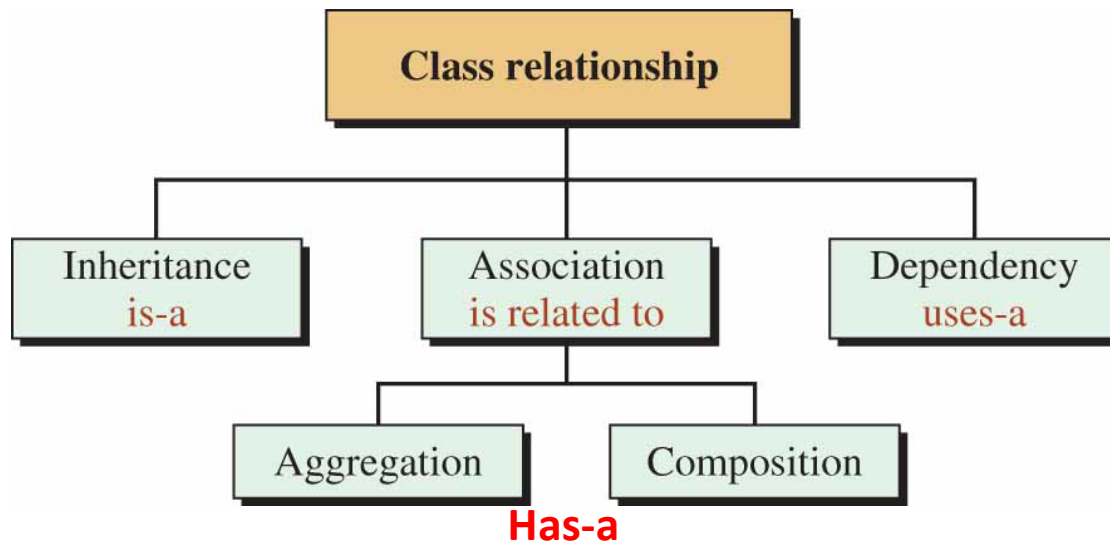 Class relationship
Inheritance
is-a
Association
is related to
Dependency
uses-a
Aggregation
Composition
Has-a